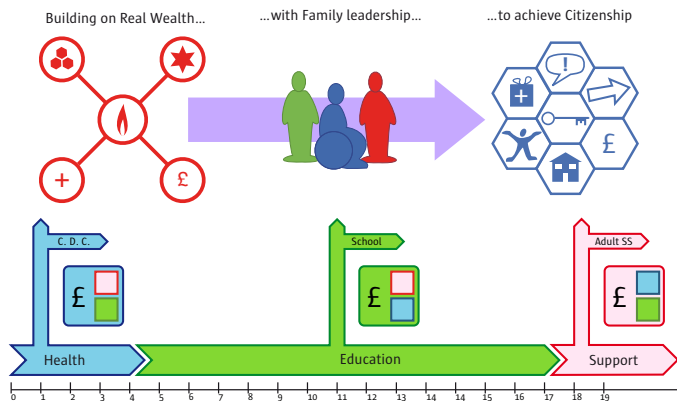 Building on Real Wealth...
...with Family leadership...
...to achieve Citizenship
!
+
£
+
£
C. D. C.
School
Adult SS
£
£
£
Health
Education
Support
0 1 2 3 4 5 6 7 8 9 10 11 12 13 14 15 16 17 18 19